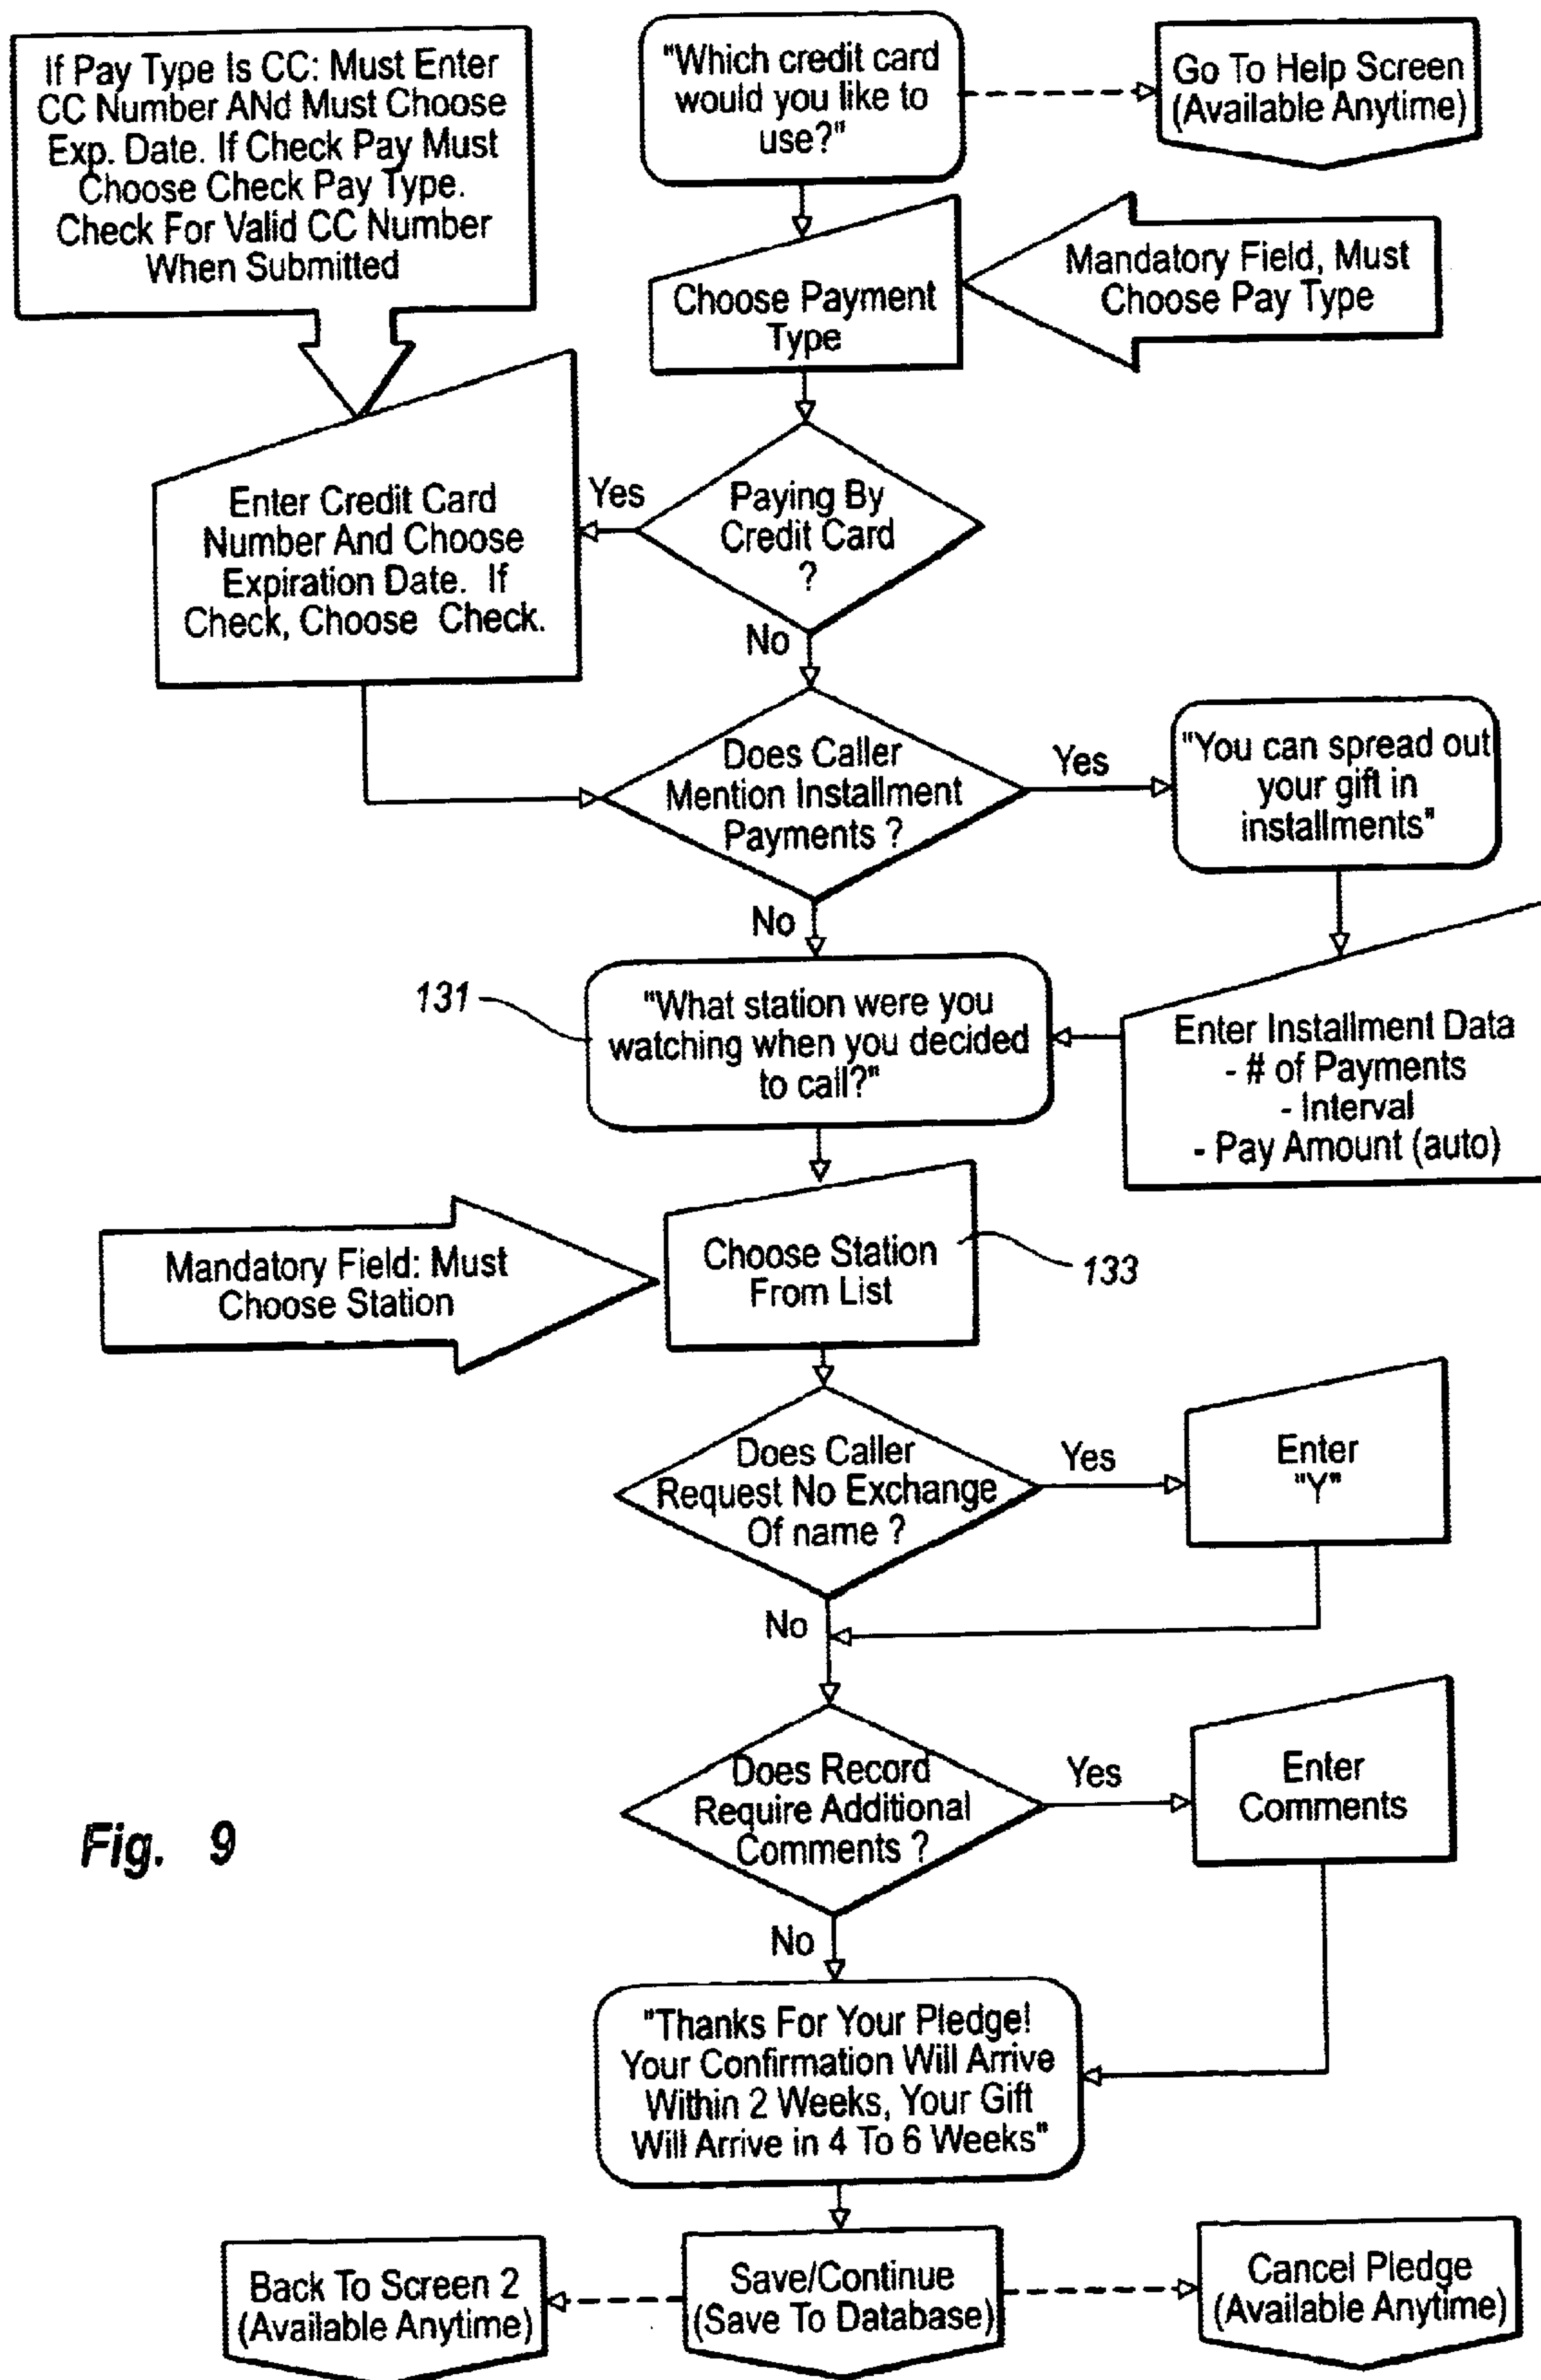 If Pay Type Is CC: Must Enter
CC Number ANd Must Choose
Exp. Date. If Check Pay Must
Choose Check Pay Type.
Check For Valid CC Number
When Submitted
"Which credit card
would you like to
use?"
Go To Help Screen
(Available Anytime)
Choose Payment
Type
Mandatory Field, Must
Choose Pay Type
Enter Credit Card
Number And Choose
Expiration Date. If
Check, Choose Check.
Yes
Paying By
Credit Card
?
No
Does Caller
Mention Installment
Payments ?
Yes
"You can spread out
your gift in
installments"
No
131
"What station were you
watching when you decided
to call?"
Enter Installment Data
- # of Payments
- Interval
- Pay Amount (auto)
Mandatory Field: Must
Choose Station
Choose Station
From List
133
Does Caller
Request No Exchange
Of name ?
Yes
Enter
"Y"
No
Does Record
Require Additional
Comments ?
Yes
Enter
Comments
Fig. 9
No
"Thanks For Your Pledge!
Your Confirmation Will Arrive
Within 2 Weeks, Your Gift
Will Arrive in 4 To 6 Weeks"
Back To Screen 2
(Available Anytime)
Save/Continue
(Save To Database)
Cancel Pledge
(Available Anytime)